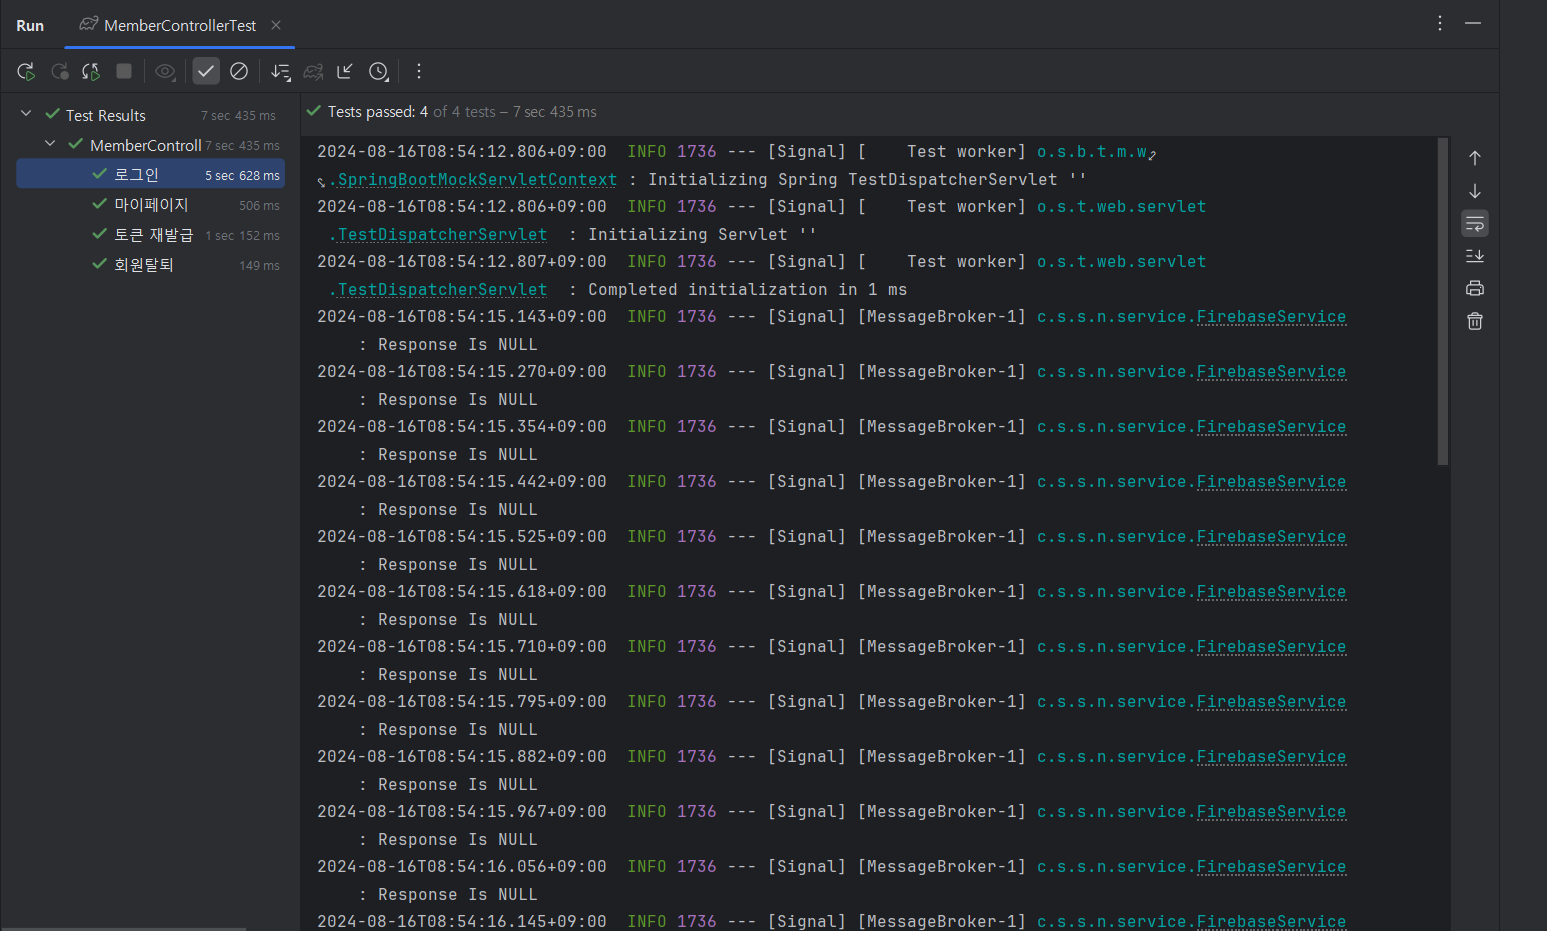 Run
MemberControllerTest
Test Results 7 sec 435 ms
MemberControll 7 sec 435 ms
로그인 5 sec 628 ms
마이페이지 506 ms
토큰 재발급 1 sec 152 ms
회원탈퇴 149 ms
Tests passed: 4 of 4 tests – 7 sec 435 ms
2024-08-16T08:54:12.806+09:00  INFO 1736 --- [Signal] [    Test worker] o.s.b.t.m.w
.SpringBootMockServletContext : Initializing Spring TestDispatcherServlet ''
2024-08-16T08:54:12.806+09:00  INFO 1736 --- [Signal] [    Test worker] o.s.t.web.servlet
.TestDispatcherServlet  : Initializing Servlet ''
2024-08-16T08:54:12.807+09:00  INFO 1736 --- [Signal] [    Test worker] o.s.t.web.servlet
.TestDispatcherServlet  : Completed initialization in 1 ms
2024-08-16T08:54:15.143+09:00  INFO 1736 --- [Signal] [MessageBroker-1] c.s.s.n.service.FirebaseService
: Response Is NULL
2024-08-16T08:54:15.270+09:00  INFO 1736 --- [Signal] [MessageBroker-1] c.s.s.n.service.FirebaseService
: Response Is NULL
2024-08-16T08:54:15.354+09:00  INFO 1736 --- [Signal] [MessageBroker-1] c.s.s.n.service.FirebaseService
: Response Is NULL
2024-08-16T08:54:15.442+09:00  INFO 1736 --- [Signal] [MessageBroker-1] c.s.s.n.service.FirebaseService
: Response Is NULL
2024-08-16T08:54:15.525+09:00  INFO 1736 --- [Signal] [MessageBroker-1] c.s.s.n.service.FirebaseService
: Response Is NULL
2024-08-16T08:54:15.618+09:00  INFO 1736 --- [Signal] [MessageBroker-1] c.s.s.n.service.FirebaseService
: Response Is NULL
2024-08-16T08:54:15.710+09:00  INFO 1736 --- [Signal] [MessageBroker-1] c.s.s.n.service.FirebaseService
: Response Is NULL
2024-08-16T08:54:15.795+09:00  INFO 1736 --- [Signal] [MessageBroker-1] c.s.s.n.service.FirebaseService
: Response Is NULL
2024-08-16T08:54:15.882+09:00  INFO 1736 --- [Signal] [MessageBroker-1] c.s.s.n.service.FirebaseService
: Response Is NULL
2024-08-16T08:54:15.967+09:00  INFO 1736 --- [Signal] [MessageBroker-1] c.s.s.n.service.FirebaseService
: Response Is NULL
2024-08-16T08:54:16.056+09:00  INFO 1736 --- [Signal] [MessageBroker-1] c.s.s.n.service.FirebaseService
: Response Is NULL
2024-08-16T08:54:16.145+09:00  INFO 1736 --- [Signal] [MessageBroker-1] c.s.s.n.service.FirebaseService